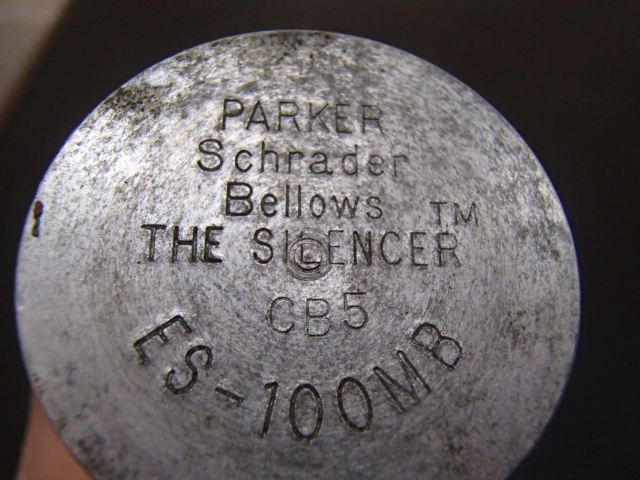 PARKER
Schrader
Bellows
THE SILENCER ™
CB5
ES-100MB